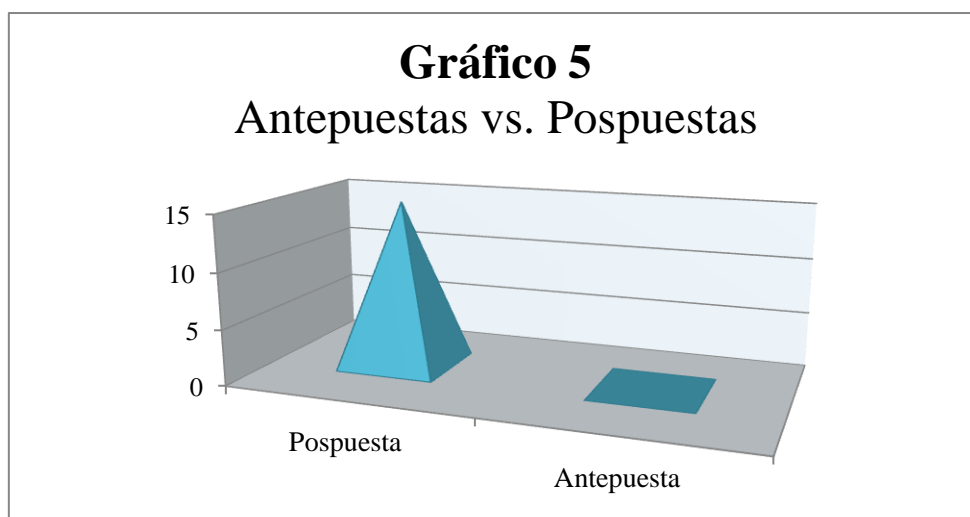 Gráfico 5
Antepuestas vs. Pospuestas
15
10
5
0
Pospuesta
Antepuesta